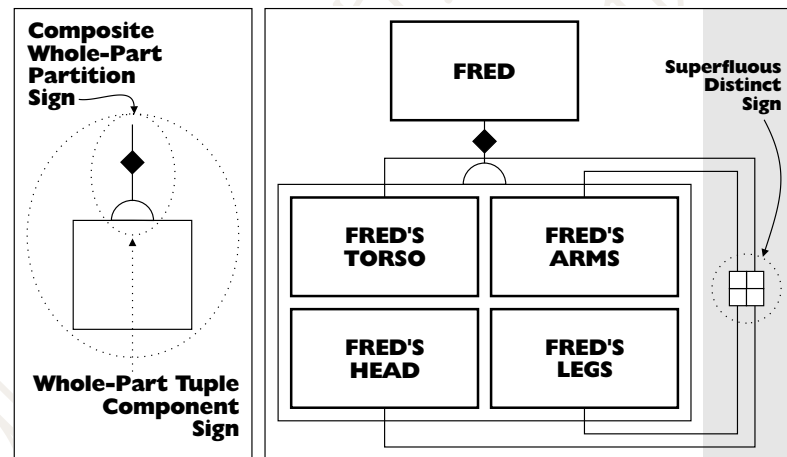 Composite
Whole-Part
Partition
Sign
Whole-Part Tuple
Component
Sign
FRED
Superfluous
Distinct
Sign
FRED'S
TORSO
FRED'S
ARMS
FRED'S
HEAD
FRED'S
LEGS